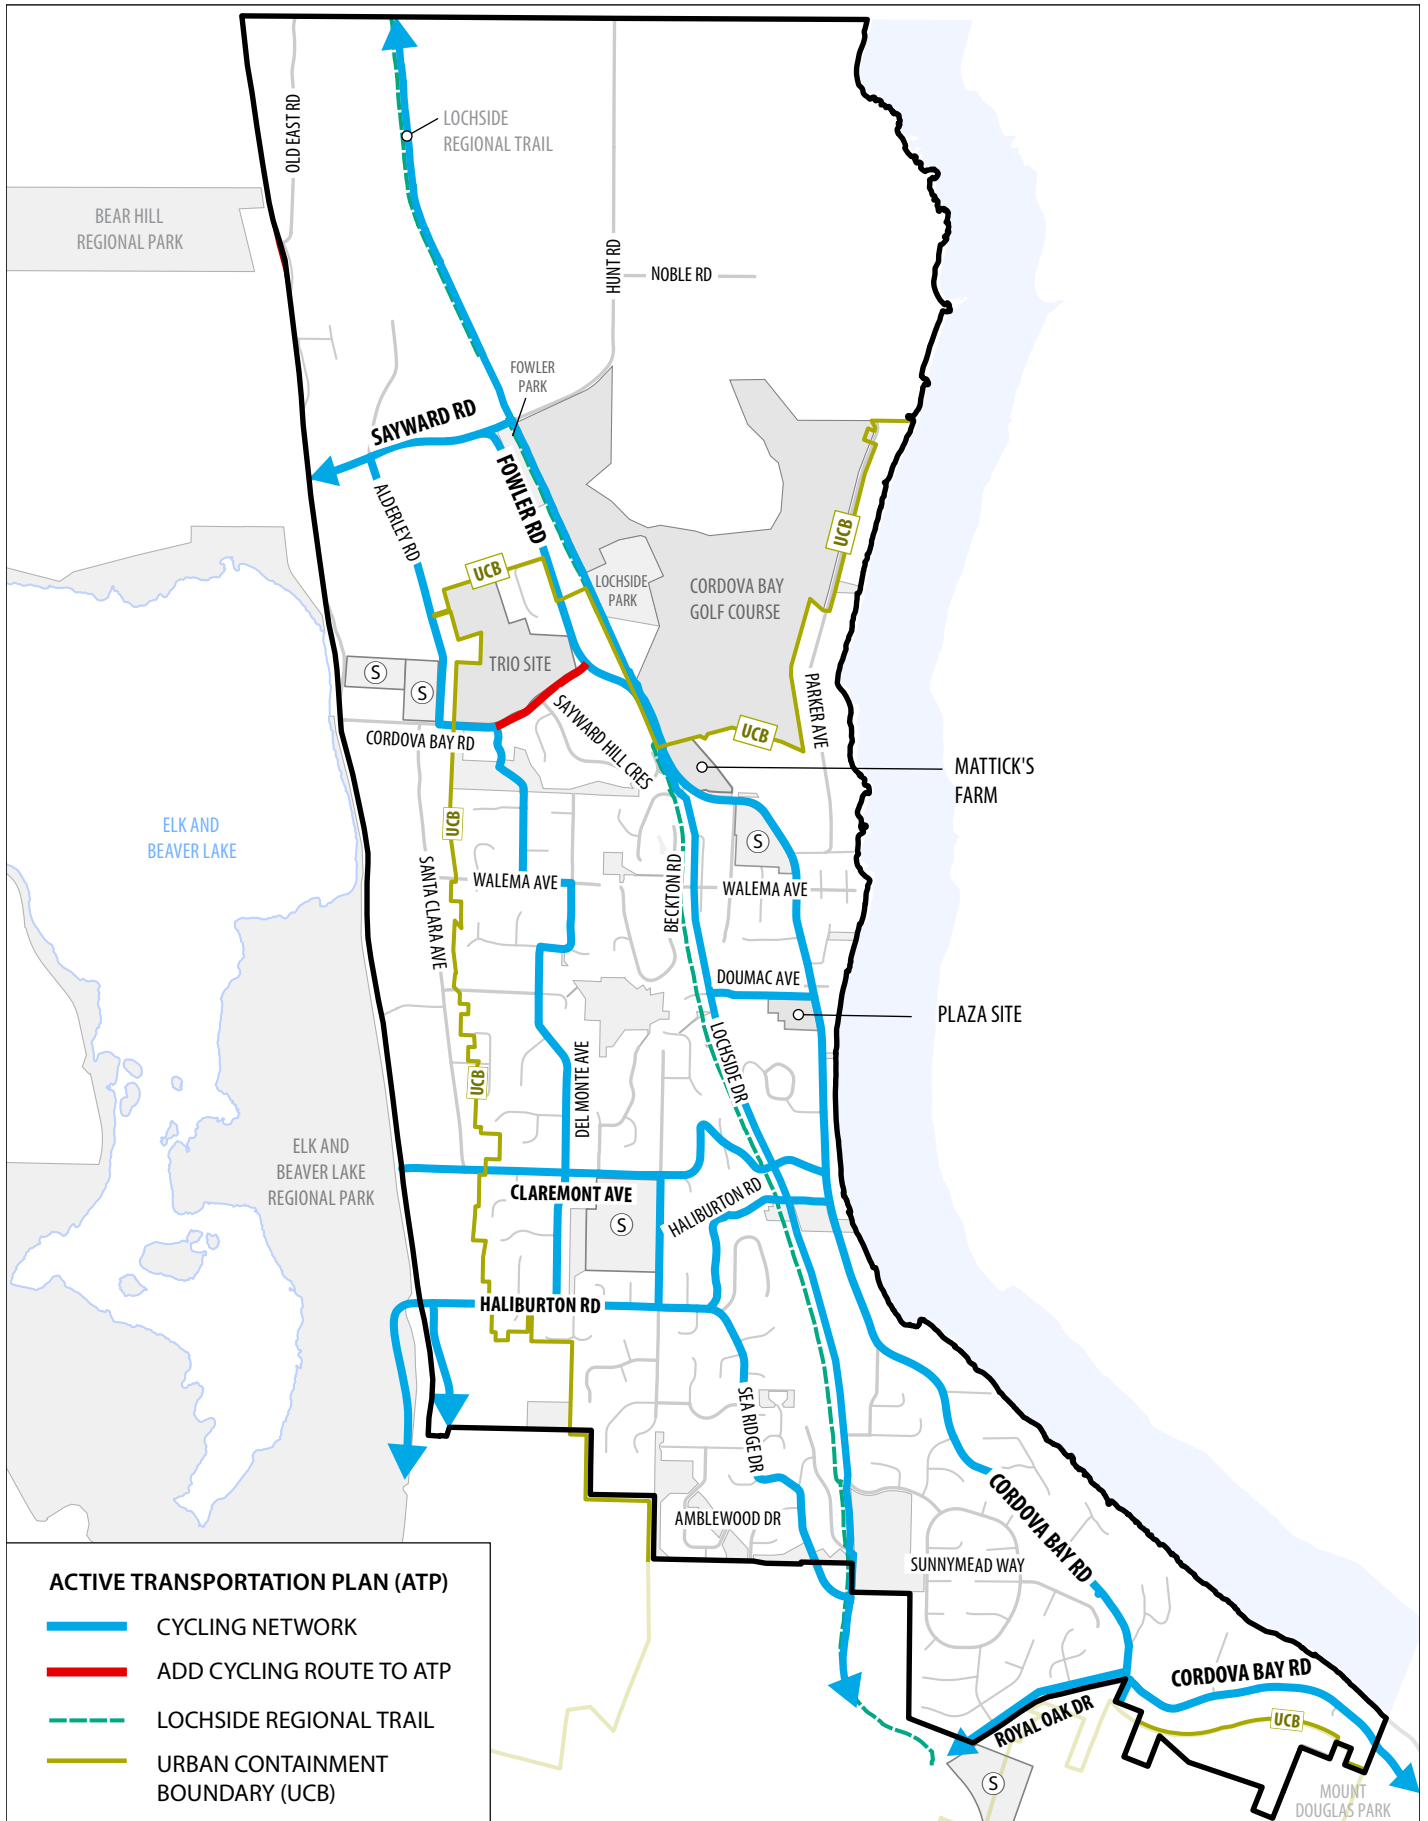 OLD EAST RD
LOCHSIDE
REGIONAL TRAIL
BEAR HILL
REGIONAL PARK
HUNT RD
NOBLE RD
FOWLER
PARK
SAYWARD RD
FOWLER RD
ALDERLEY RD
UCB
UCB
LOCHSIDE
PARK
CORDOVA BAY
GOLF COURSE
TRIO SITE
S
S
PARKER AVE
SAYWARD HILL CRES
CORDOVA BAY RD
UCB
MATTICK'S
FARM
ELK AND
BEAVER LAKE
UCB
S
SANTA CLARA AVE
WALEMA AVE
BECKTON RD
WALEMA AVE
DOUMAC AVE
PLAZA SITE
LOCHSIDE DR
UCB
DEL MONTE AVE
ELK AND
BEAVER LAKE
REGIONAL PARK
CLAREMONT AVE
HALIBURTON RD
S
HALIBURTON RD
SEA RIDGE DR
AMBLEWOOD DR
SUNNYMEAD WAY
CORDOVA BAY RD
CORDOVA BAY RD
ROYAL OAK DR
UCB
S
MOUNT
DOUGLAS PARK
ACTIVE TRANSPORTATION PLAN (ATP)
CYCLING NETWORK
ADD CYCLING ROUTE TO ATP
LOCHSIDE REGIONAL TRAIL
URBAN CONTAINMENT
BOUNDARY (UCB)